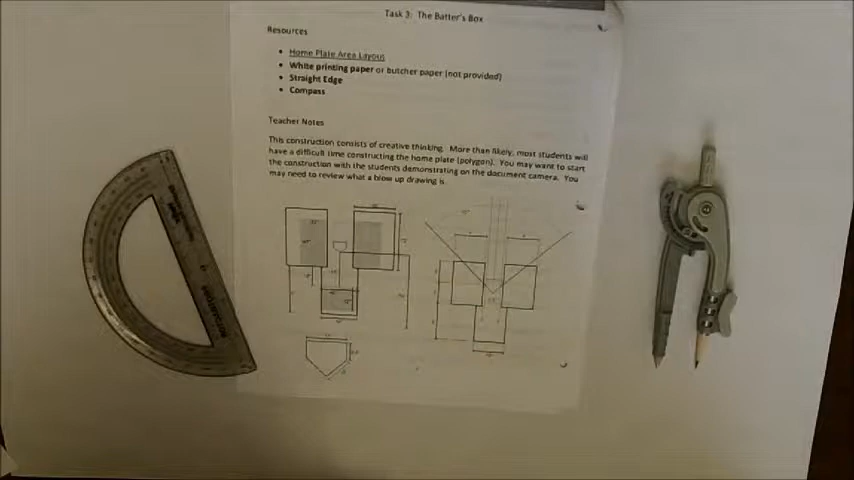 Task 3: The Batter's Box
Resources
• Home Plate Area Layout
• White printing paper or butcher paper (not provided)
• Straight Edge
• Compass
Teacher Notes
This construction consists of creative thinking. More than likely, most students will
have a difficult time constructing the home plate (polygon). You may want to start
the construction with the students demonstrating on the document camera. You
may need to review what a blow up drawing is